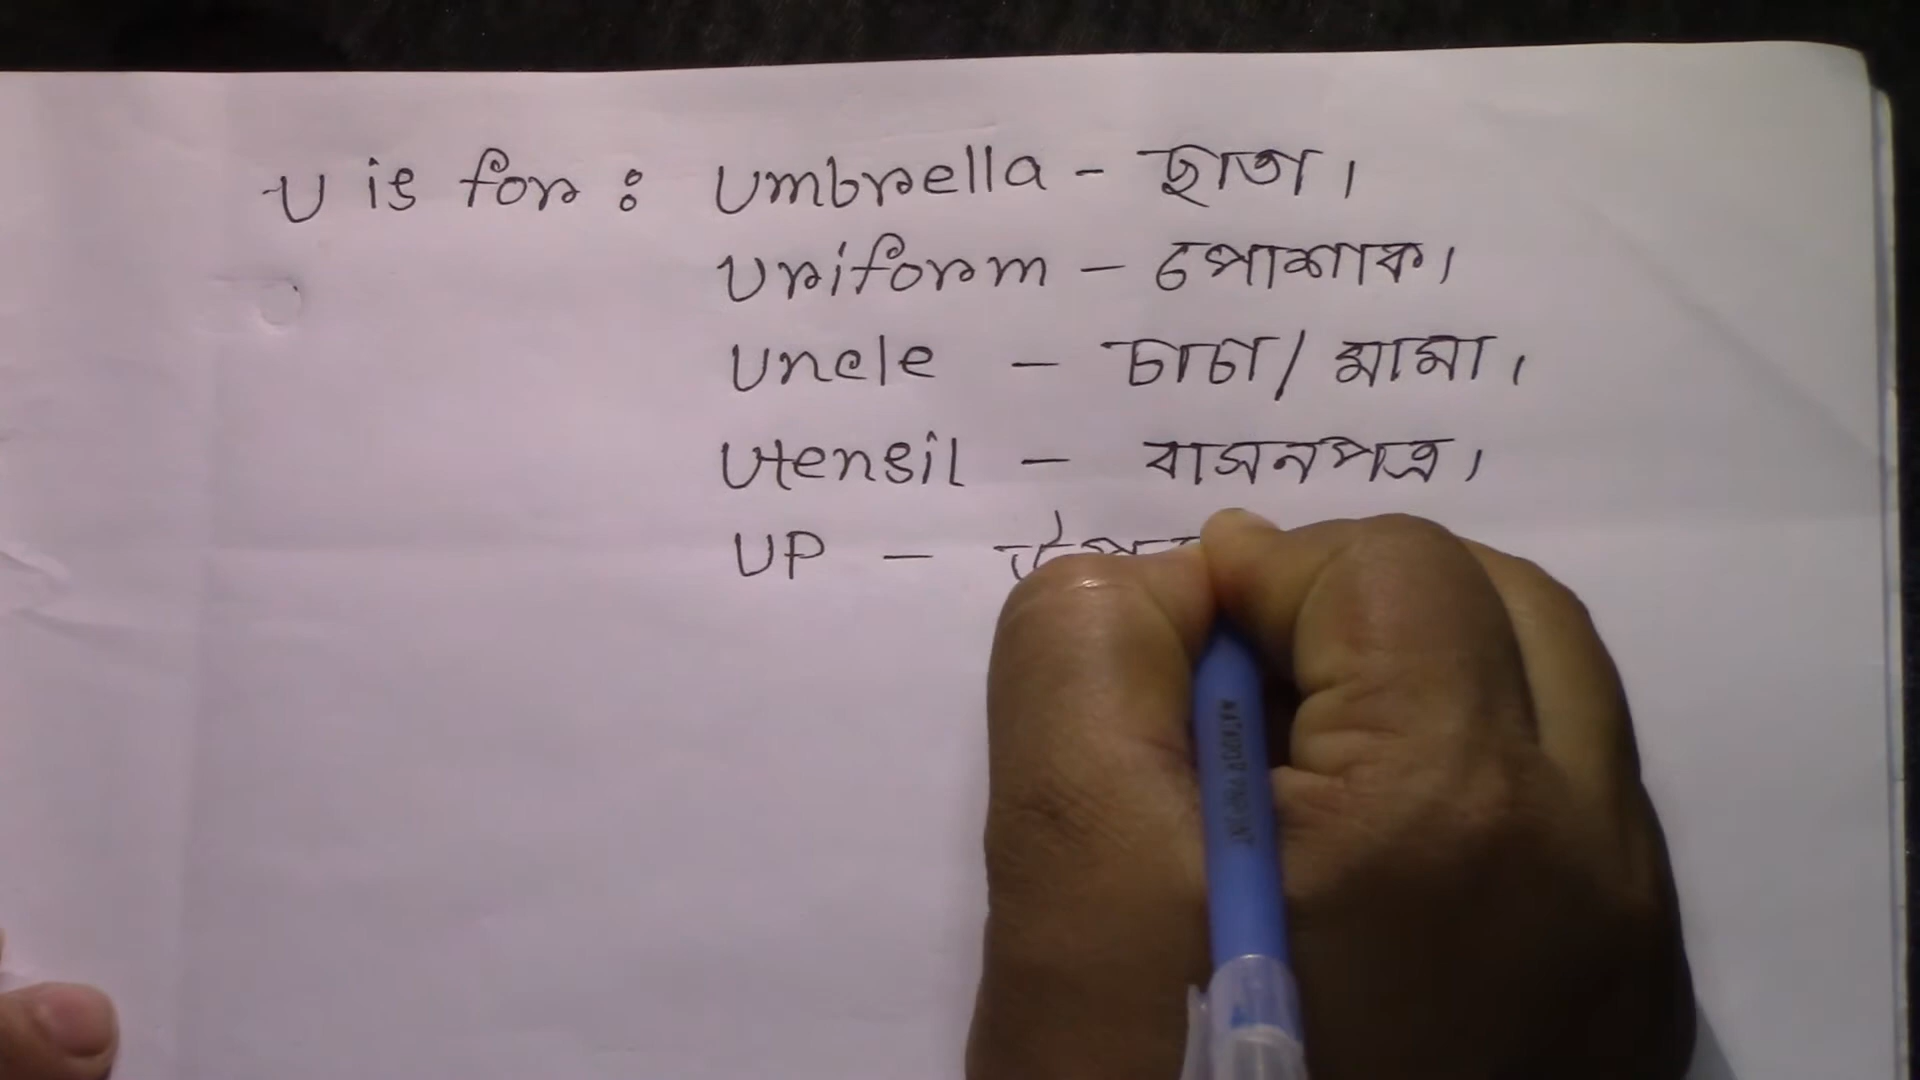 U is for : Umbrella - ছাতা।
Uniform - পোশাক।
Uncle - চাচা/ মামা।
Utensil - বাসনপত্র।
UP -